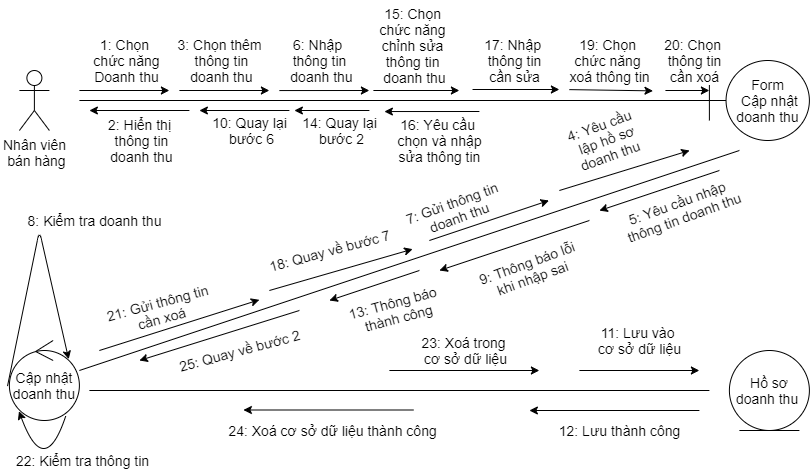 1: Chọn
chức năng
Doanh thu
3: Chọn thêm
thông tin
doanh thu
6: Nhập
thông tin
doanh thu
15: Chọn
chức năng
chỉnh sửa
thông tin
doanh thu
17: Nhập
thông tin
cần sửa
19: Chọn
chức năng
xoá thông tin
20: Chọn
thông tin
cần xoá
Form
Cập nhật
doanh thu
Nhân viên
bán hàng
2: Hiển thị
thông tin
doanh thu
10: Quay lại
bước 6
14: Quay lại
bước 2
16: Yêu cầu
chọn và nhập
sửa thông tin
4: Yêu cầu
lập hồ sơ
doanh thu
5: Yêu cầu nhập
thông tin doanh thu
7: Gửi thông tin
doanh thu
8: Kiểm tra doanh thu
18: Quay về bước 7
9: Thông báo lỗi
khi nhập sai
21: Gửi thông tin
cần xoá
13: Thông báo
thành công
25: Quay về bước 2
23: Xoá trong
cơ sở dữ liệu
11: Lưu vào
cơ sở dữ liệu
Cập nhật
doanh thu
Hồ sơ
doanh thu
24: Xoá cơ sở dữ liệu thành công
12: Lưu thành công
22: Kiểm tra thông tin